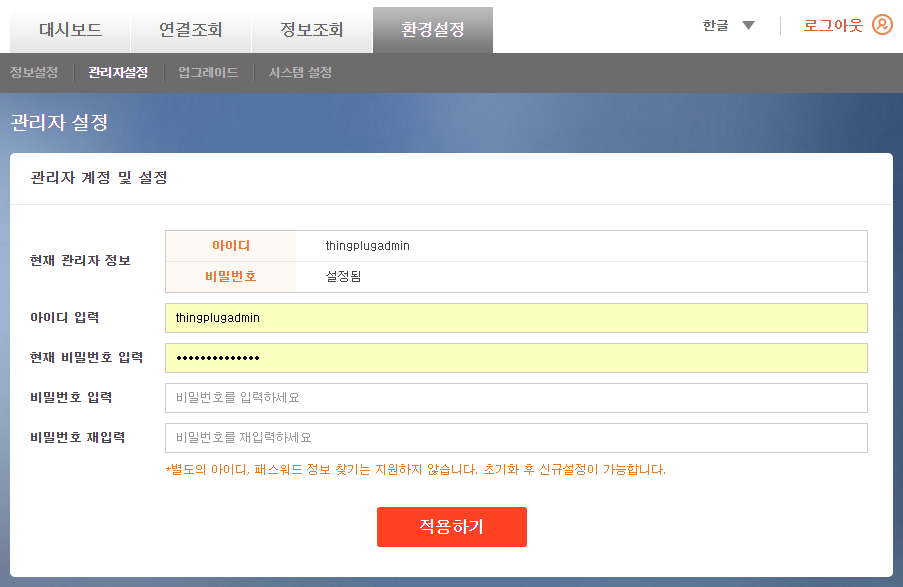 대시보드 연결조회 정보조회 환경설정 한글 로그아웃
정보설정 관리자설정 업그레이드 시스템 설정
관리자 설정
관리자 계정 및 설정
현재 관리자 정보
아이디 thingplugadmin
비밀번호 설정됨
아이디 입력 thingplugadmin
현재 비밀번호 입력 ••••••••••••••
비밀번호 입력 비밀번호를 입력하세요
비밀번호 재입력 비밀번호를 재입력하세요
*별도의 아이디, 패스워드 정보 찾기는 지원하지 않습니다. 초기화 후 신규설정이 가능합니다.
적용하기